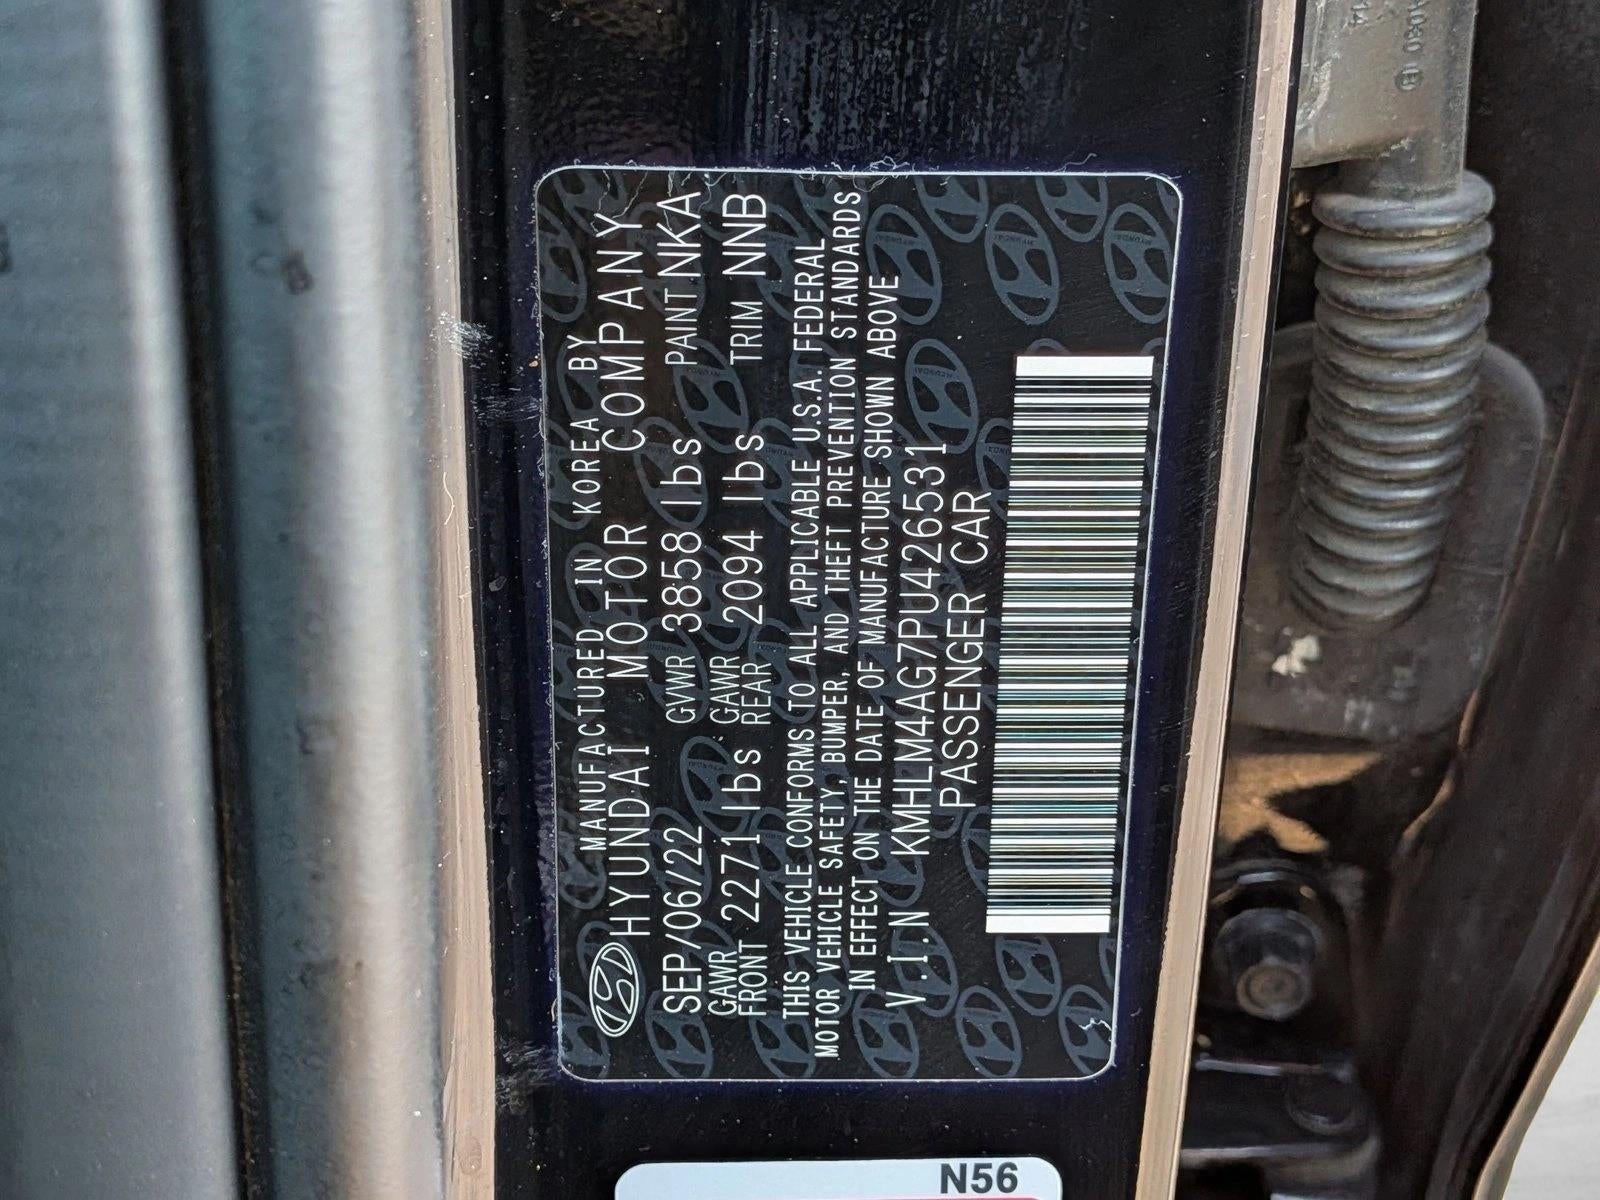 MANUFACTURED IN KOREA BY
HYUNDAI MOTOR COMPANY
SEP/06/22 GVWR 3858 lbs PAINT NKA
GAWR FRONT 2271 lbs GAWR REAR 2094 lbs TRIM NNB
THIS VEHICLE CONFORMS TO ALL APPLICABLE U.S.A. FEDERAL
MOTOR VEHICLE SAFETY, BUMPER, AND THEFT PREVENTION STANDARDS
IN EFFECT ON THE DATE OF MANUFACTURE SHOWN ABOVE
V.I.N KMHLM4AG7PU426531
PASSENGER CAR
N56